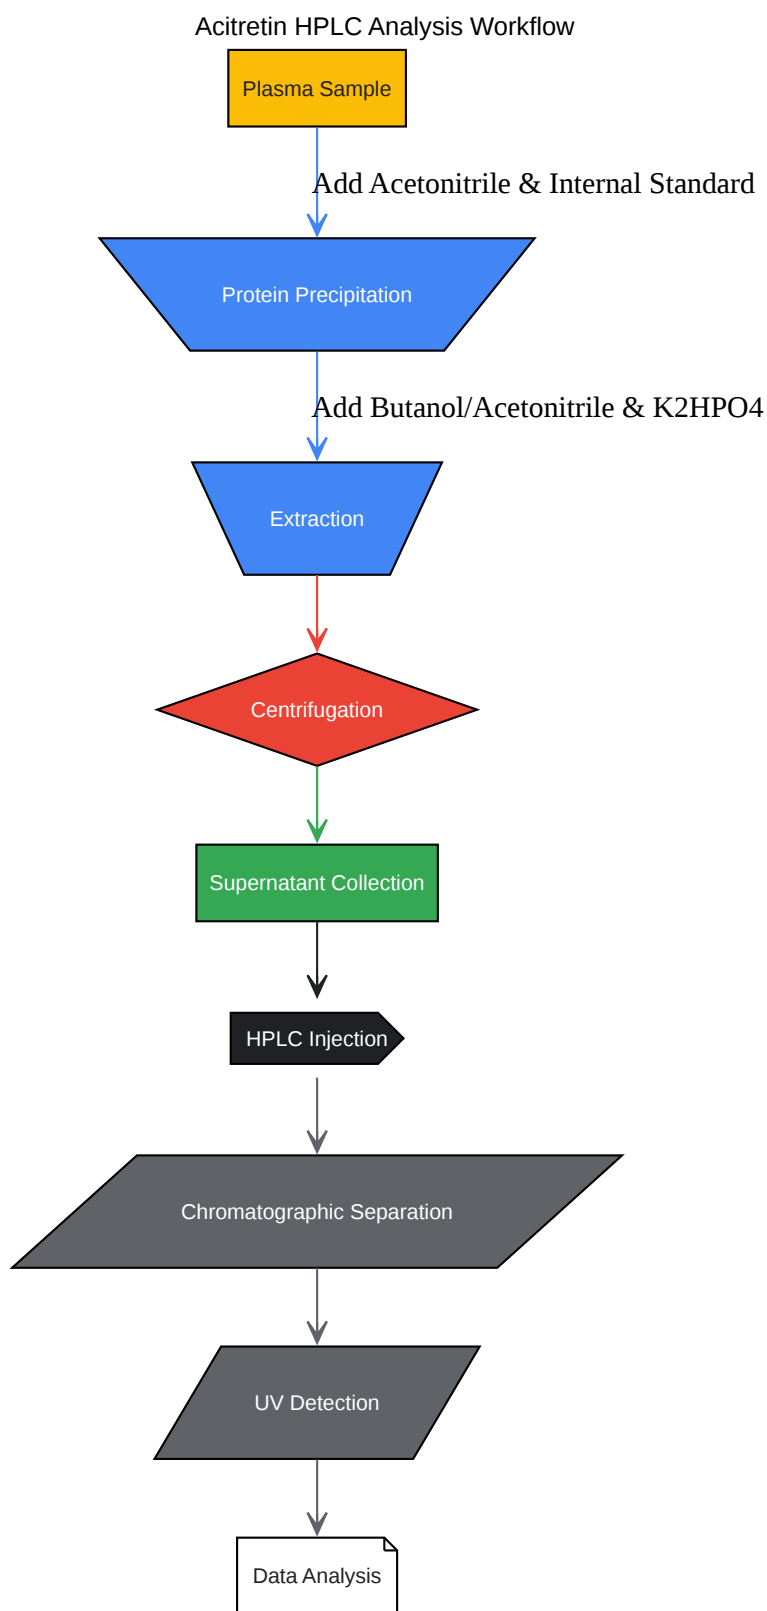 Acitretin HPLC Analysis Workflow
Plasma Sample
Add Acetonitrile & Internal Standard
Protein Precipitation
Add Butanol/Acetonitrile & K2HPO4
Extraction
Centrifugation
Supernatant Collection
HPLC Injection
Chromatographic Separation
UV Detection
Data Analysis